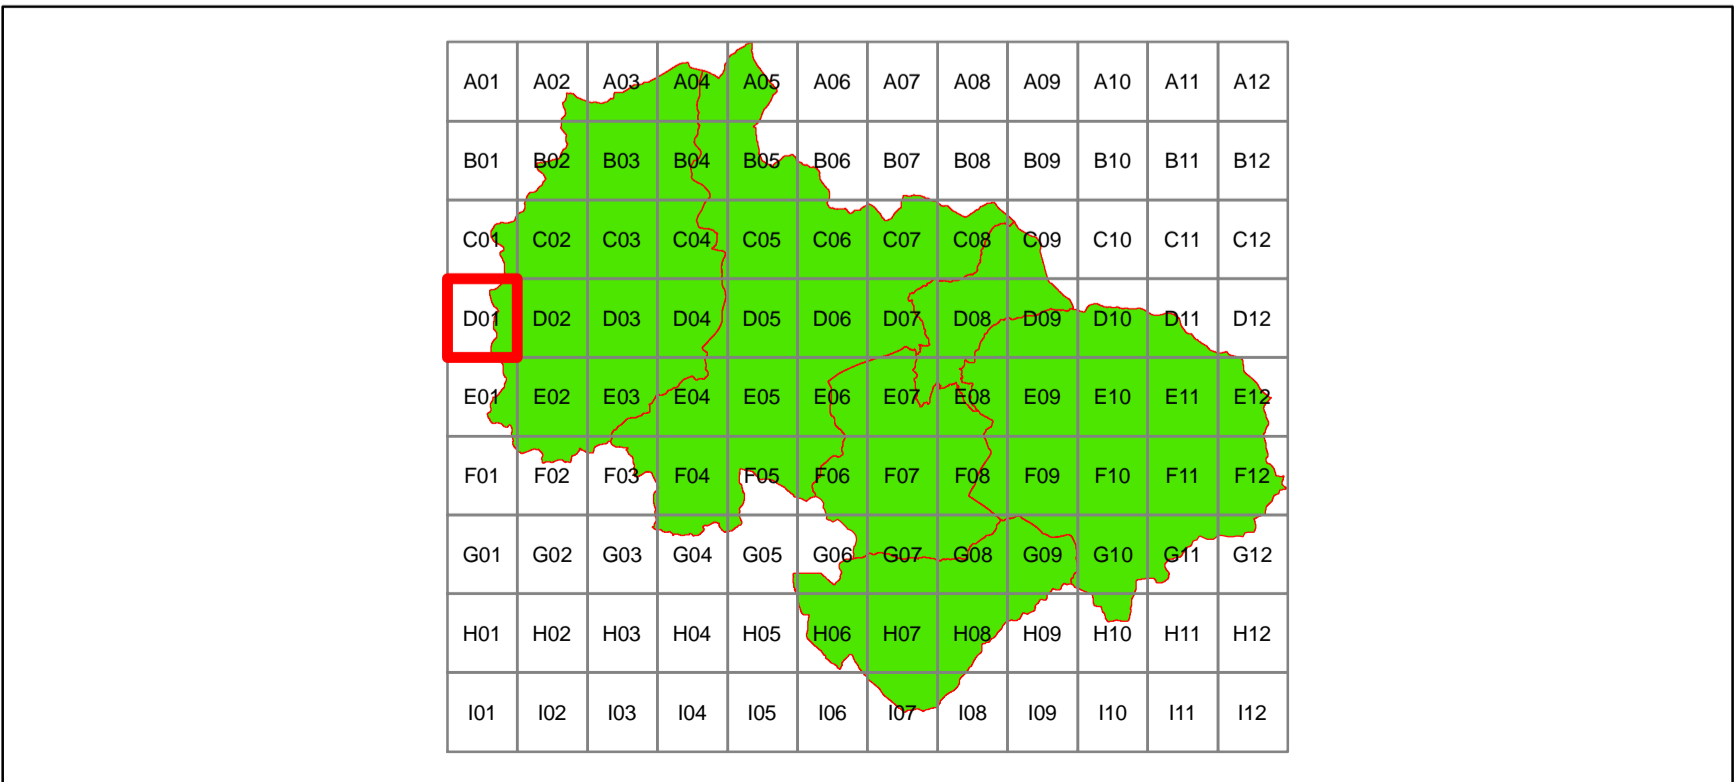 A01 A02 A03 A04 A05 A06 A07 A08 A09 A10 A11 A12
B01 B02 B03 B04 B05 B06 B07 B08 B09 B10 B11 B12
C01 C02 C03 C04 C05 C06 C07 C08 C09 C10 C11 C12
D01 D02 D03 D04 D05 D06 D07 D08 D09 D10 D11 D12
E01 E02 E03 E04 E05 E06 E07 E08 E09 E10 E11 E12
F01 F02 F03 F04 F05 F06 F07 F08 F09 F10 F11 F12
G01 G02 G03 G04 G05 G06 G07 G08 G09 G10 G11 G12
H01 H02 H03 H04 H05 H06 H07 H08 H09 H10 H11 H12
I01 I02 I03 I04 I05 I06 I07 I08 I09 I10 I11 I12